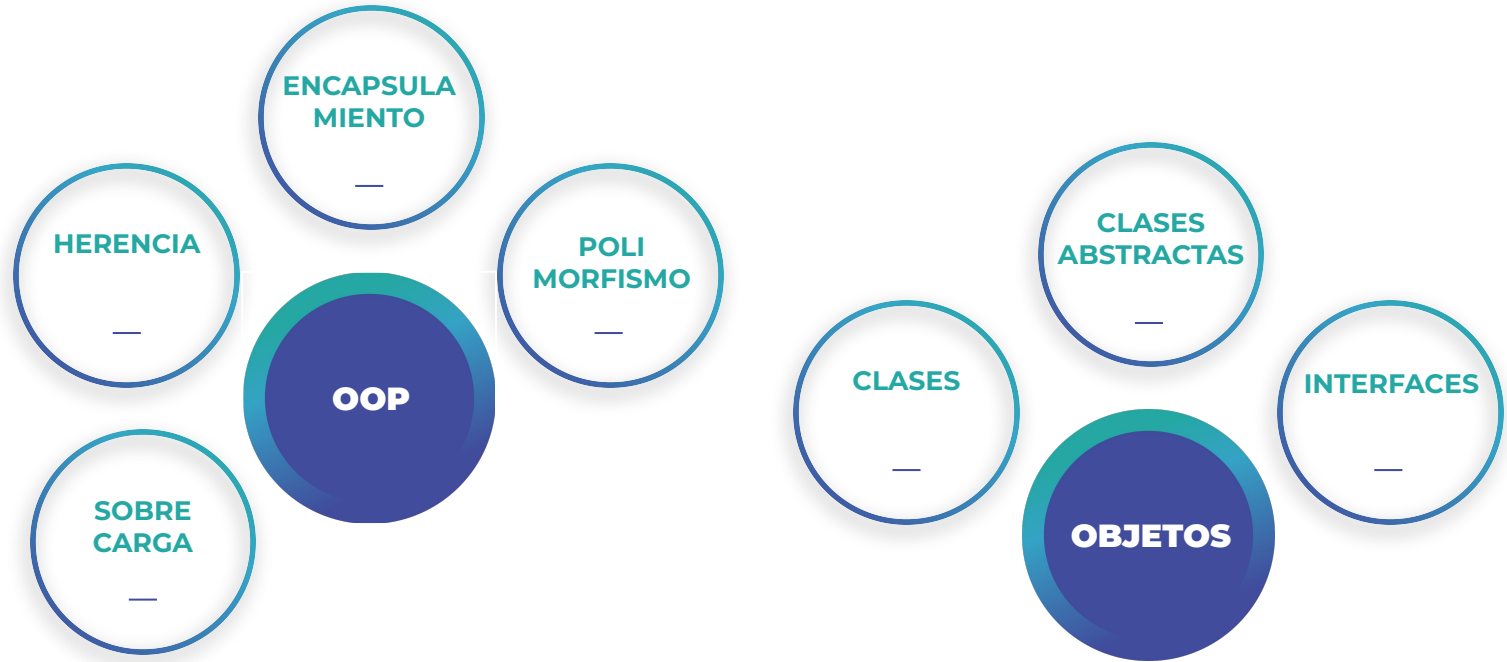 ENCAPSULA
MIENTO
HERENCIA
POLI
MORFISMO
OOP
SOBRE
CARGA
CLASES
ABSTRACTAS
CLASES
INTERFACES
OBJETOS